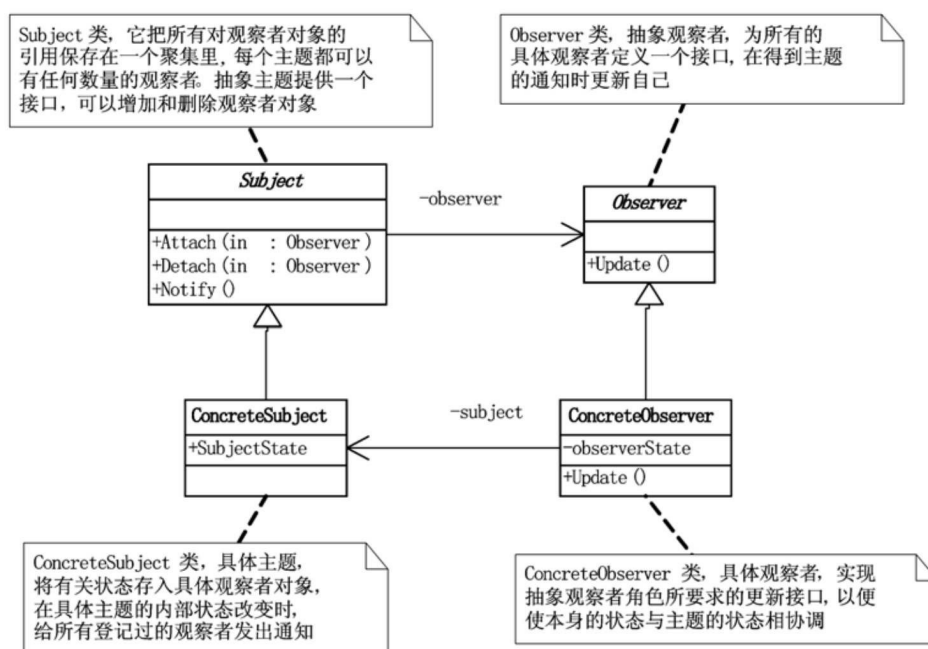 Subject 类，它把所有对观察者对象的
引用保存在一个聚集里，每个主题都可以
有任何数量的观察者。抽象主题提供一个
接口，可以增加和删除观察者对象
Observer 类，抽象观察者，为所有的
具体观察者定义一个接口，在得到主题
的通知时更新自己
Subject
+Attach(in : Observer)
+Detach(in : Observer)
+Notify()
-observer
Observer
+Update()
ConcreteSubject
+SubjectState
-subject
ConcreteObserver
-observerState
+Update()
ConcreteSubject 类，具体主题，
将有关状态存入具体观察者对象，
在具体主题的内部状态改变时，
给所有登记过的观察者发出通知
ConcreteObserver 类，具体观察者，实现
抽象观察者角色所要求的更新接口，以便
使本身的状态与主题的状态相协调